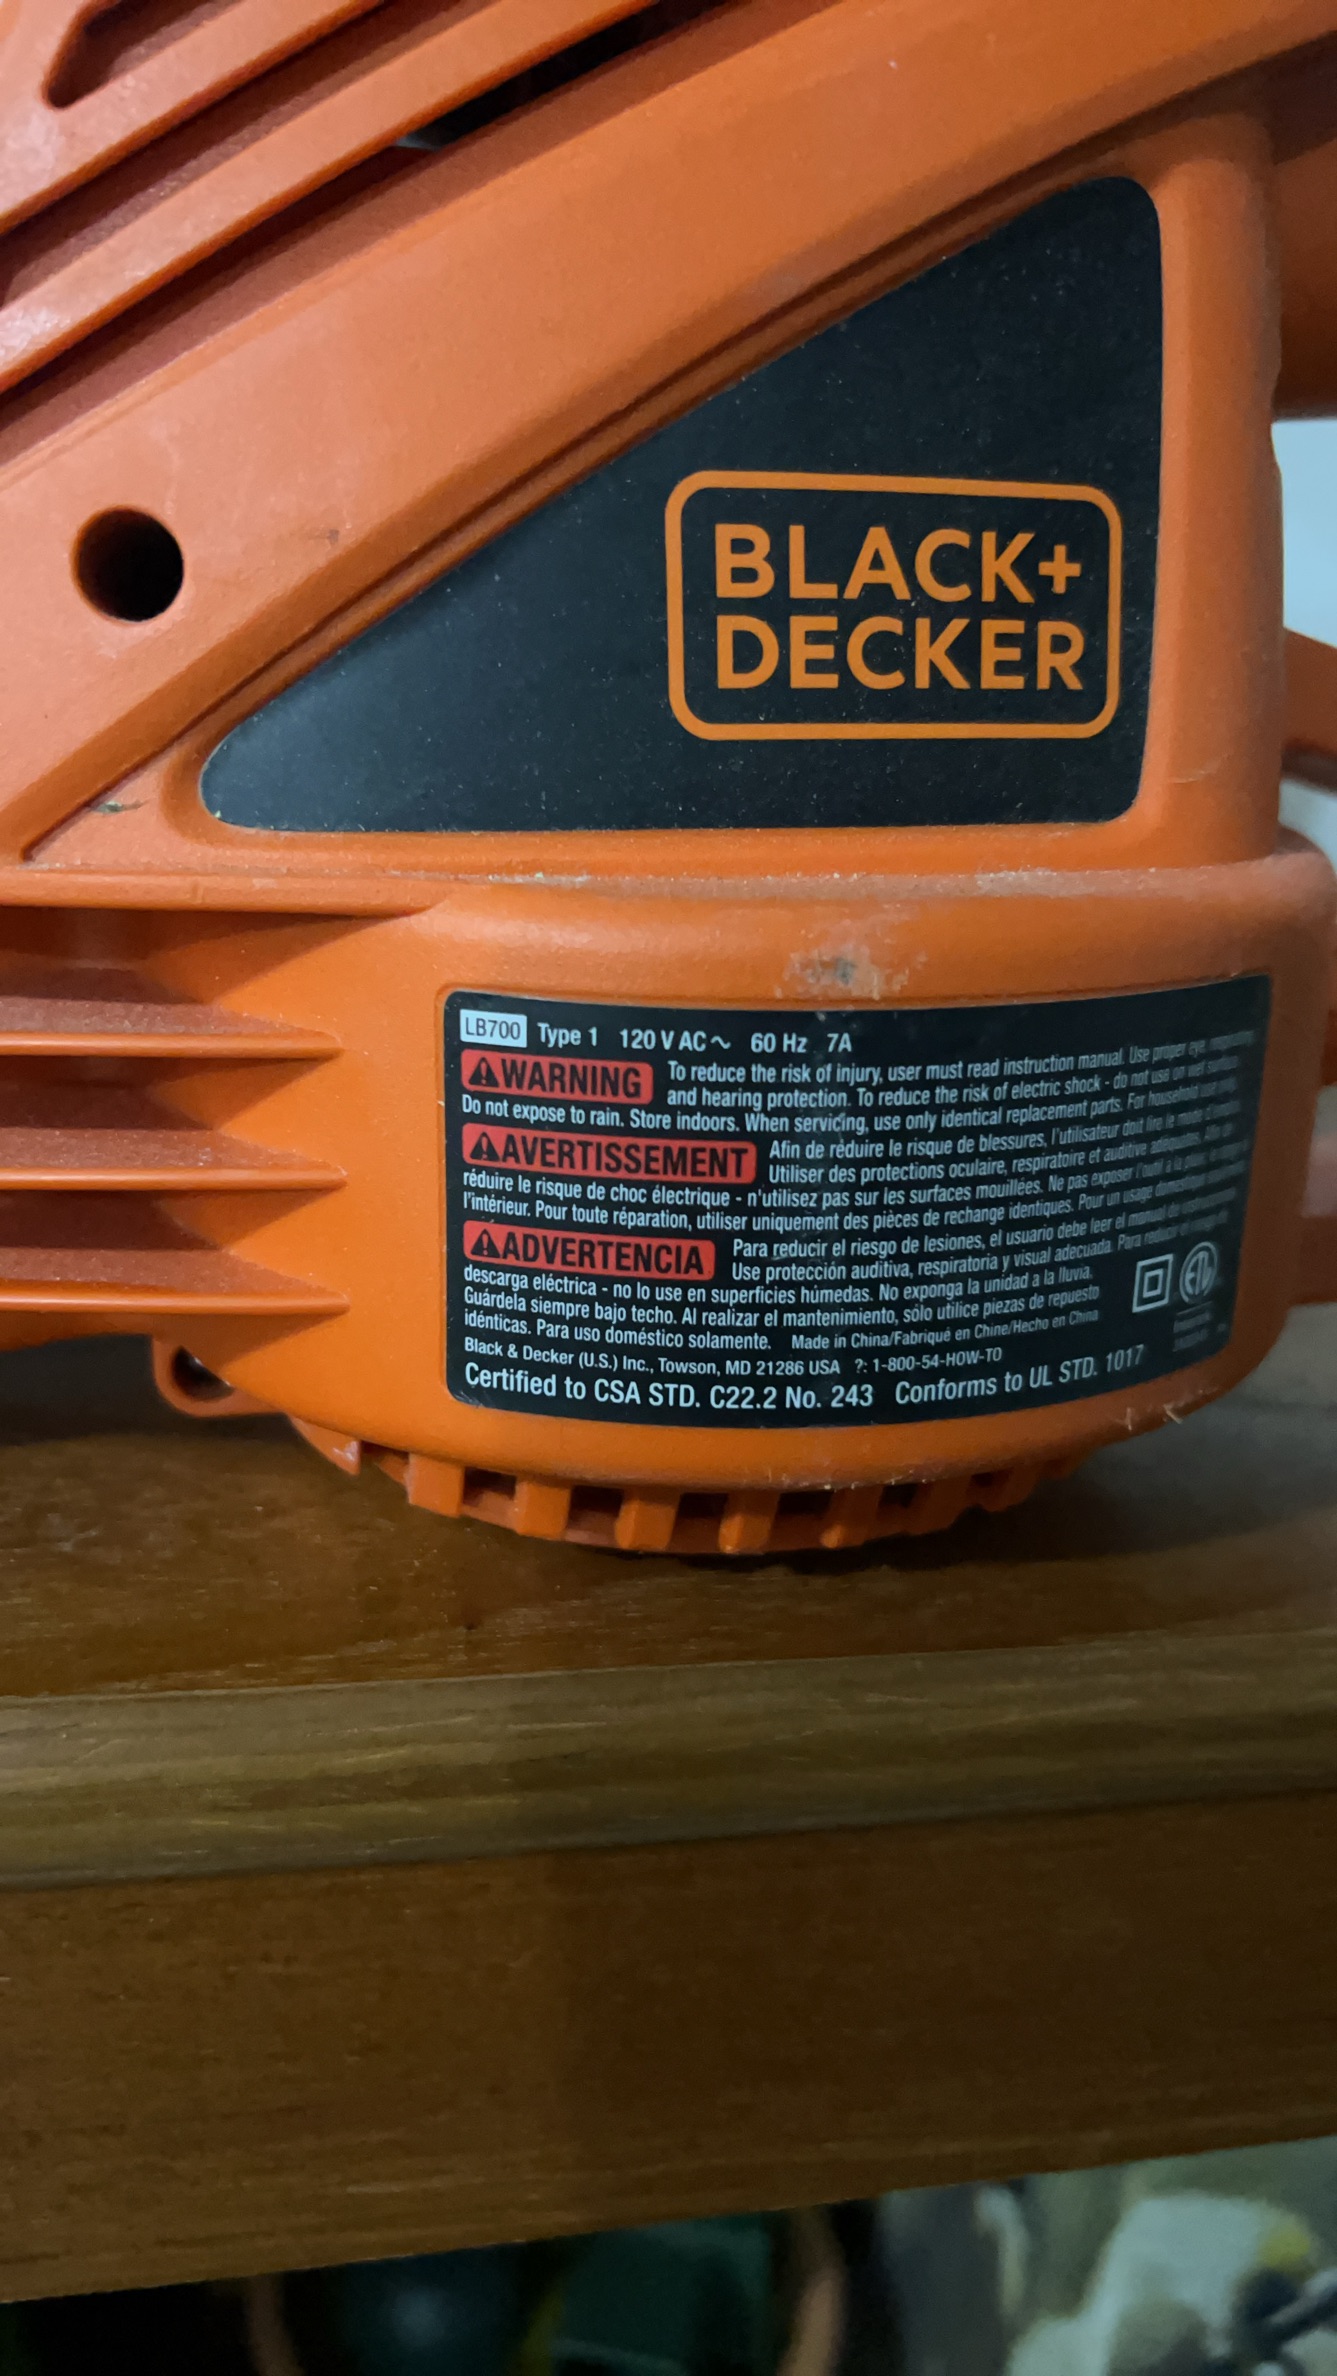 BLACK+
DECKER
LB700 Type 1 120 V AC ~ 60 Hz 7A
WARNING To reduce the risk of injury, user must read instruction manual. Use proper eye, respiratory
and hearing protection. To reduce the risk of electric shock - do not use on wet surfaces.
Do not expose to rain. Store indoors. When servicing, use only identical replacement parts. For household use only.
AVERTISSEMENT Afin de réduire le risque de blessures, l'utilisateur doit lire le mode d'emploi.
Utiliser des protections oculaire, respiratoire et auditive adéquates. Afin de
réduire le risque de choc électrique - n'utilisez pas sur les surfaces mouillées. Ne pas exposer l'outil à la pluie,
l'intérieur. Pour toute réparation, utiliser uniquement des pièces de rechange identiques. Pour un usage domestique
ADVERTENCIA Para reducir el riesgo de lesiones, el usuario debe leer el manual de
Use protección auditiva, respiratoria y visual adecuada. Para reducir el riesgo de
descarga eléctrica - no lo use en superficies húmedas. No exponga la unidad a la lluvia.
Guárdela siempre bajo techo. Al realizar el mantenimiento, sólo utilice piezas de repuesto
idénticas. Para uso doméstico solamente. Made in China/Fabriqué en Chine/Hecho en China
Black & Decker (U.S.) Inc., Towson, MD 21286 USA ?: 1-800-54-HOW-TO
Certified to CSA STD. C22.2 No. 243 Conforms to UL STD. 1017
ETL